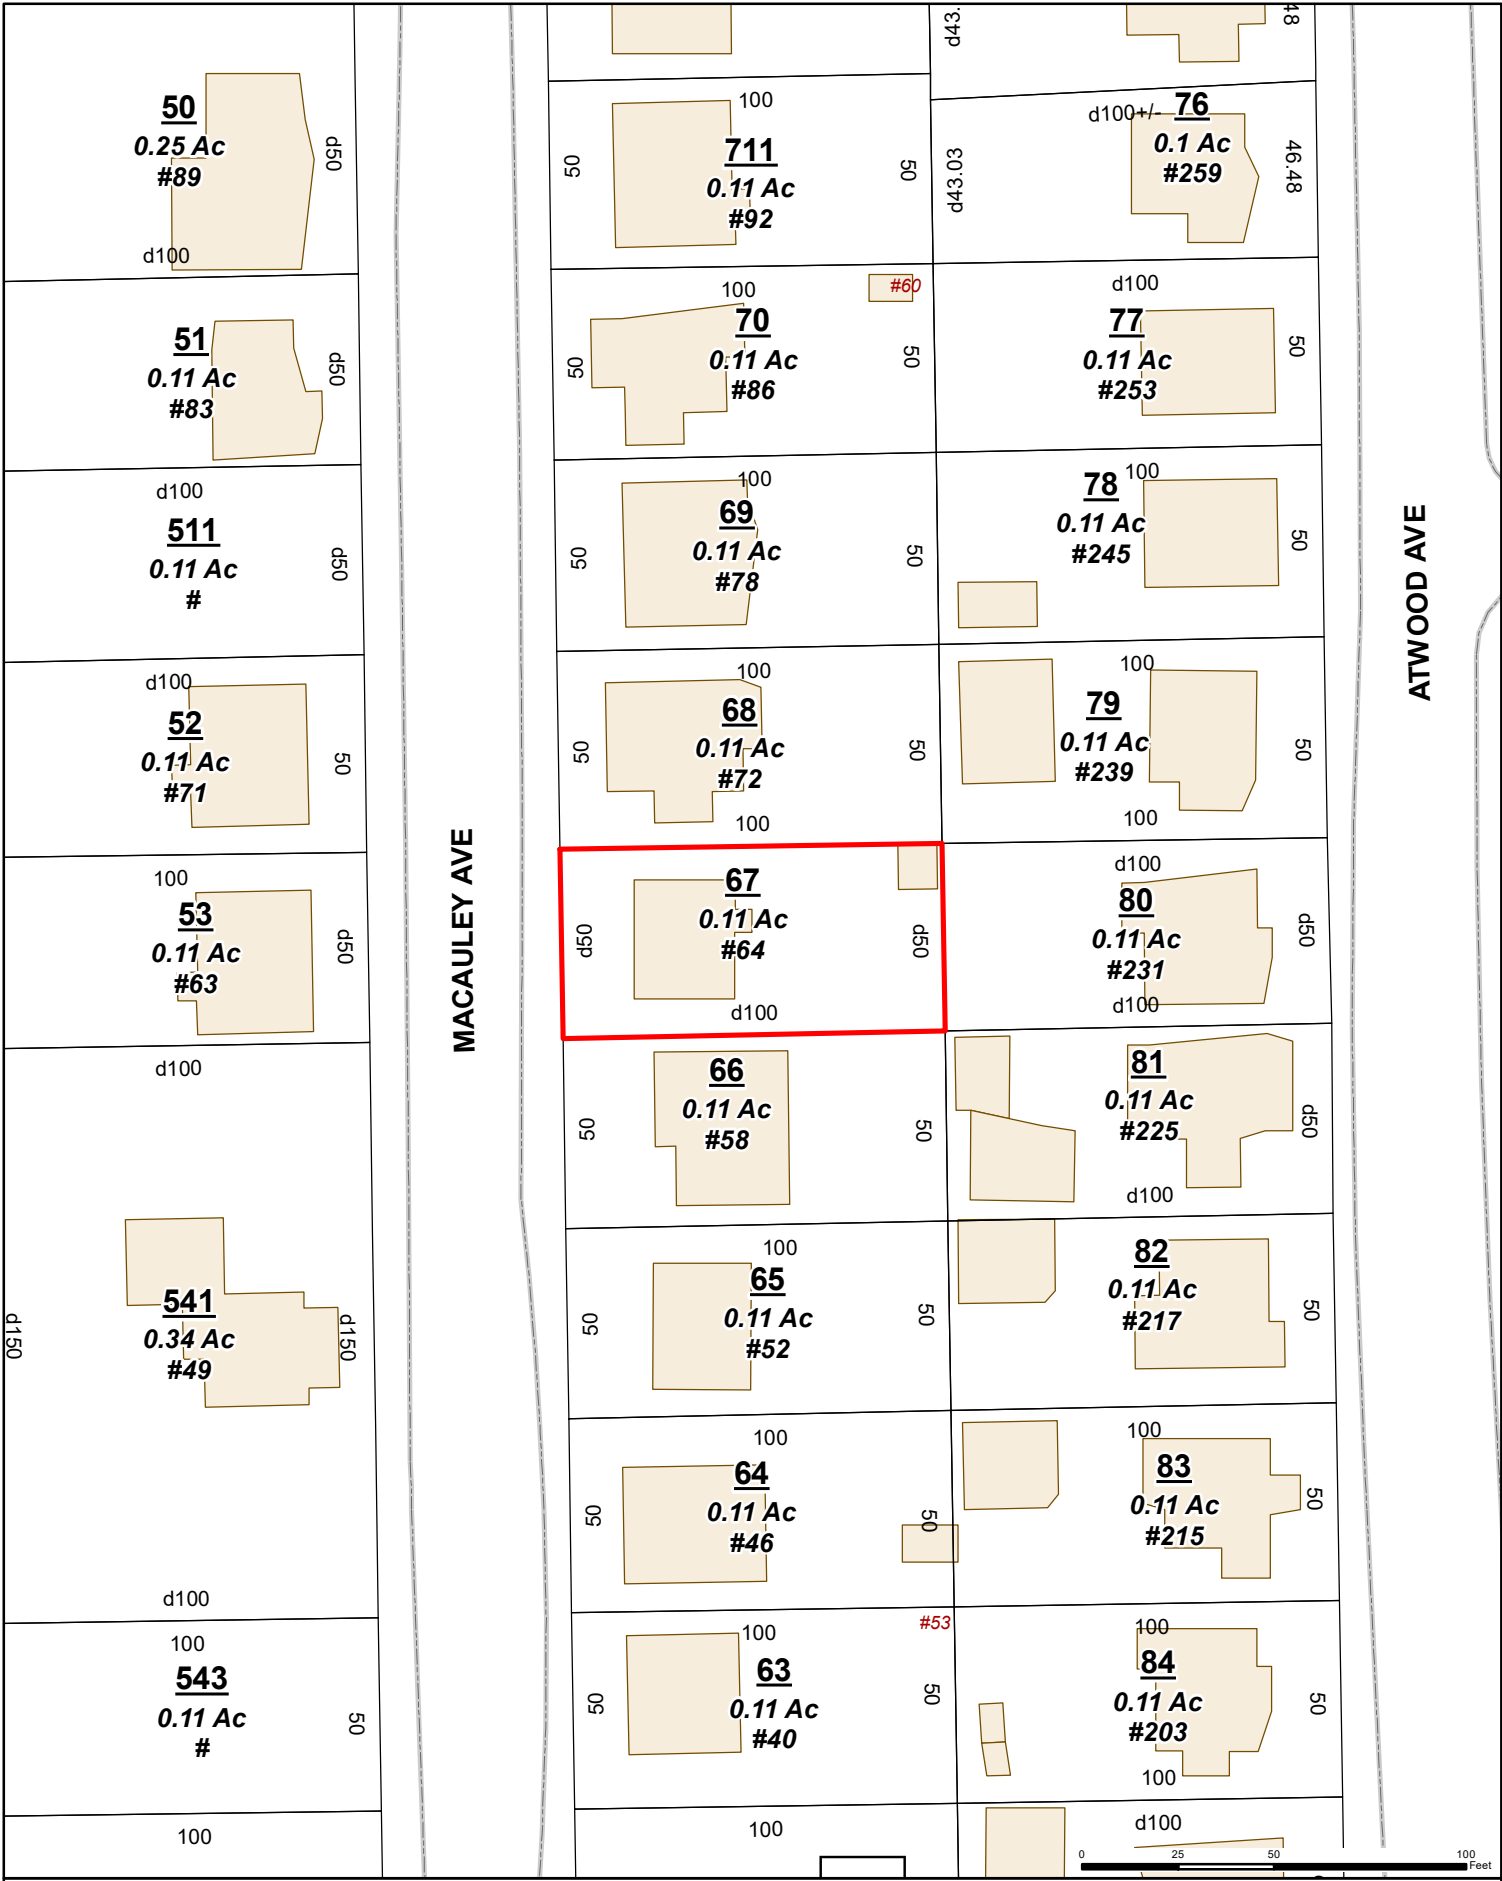 50
0.25 Ac
#89
d50
d100
51
0.11 Ac
#83
d50
d100
511
0.11 Ac
#
d50
d100
52
0.11 Ac
#71
50
100
53
0.11 Ac
#63
d50
d100
541
0.34 Ac
#49
d150
d150
d100
100
543
0.11 Ac
#
50
100
MACAULEY AVE
100
711
0.11 Ac
#92
50
50
100
#60
70
0.11 Ac
#86
50
50
100
69
0.11 Ac
#78
50
50
100
68
0.11 Ac
#72
50
50
100
67
0.11 Ac
#64
d50
d50
d100
66
0.11 Ac
#58
50
50
100
65
0.11 Ac
#52
50
50
100
64
0.11 Ac
#46
50
50
#53
100
63
0.11 Ac
#40
50
50
100
d43.
48
d100+/-
76
0.1 Ac
#259
d43.03
46.48
d100
77
0.11 Ac
#253
50
100
78
0.11 Ac
#245
50
100
79
0.11 Ac
#239
50
100
d100
80
0.11 Ac
#231
d50
d100
81
0.11 Ac
#225
d50
d100
82
0.11 Ac
#217
50
100
83
0.11 Ac
#215
50
100
84
0.11 Ac
#203
50
100
d100
ATWOOD AVE
0 25 50 100
Feet